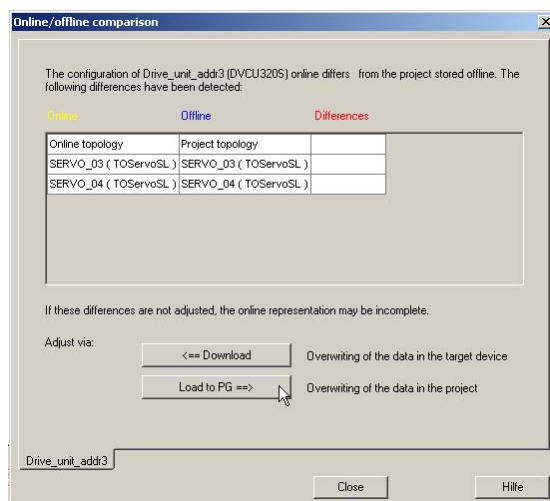 Online/offline comparison
The configuration of Drive_unit_addr3 (DVCU320S) online differs from the project stored offline. The
following differences have been detected:
Online Offline Differences
Online topology Project topology
SERVO_03 ( TOServoSL ) SERVO_03 ( TOServoSL )
SERVO_04 ( TOServoSL ) SERVO_04 ( TOServoSL )
If these differences are not adjusted, the online representation may be incomplete.
Adjust via:
<== Download Overwriting of the data in the target device
Load to PG ==> Overwriting of the data in the project
Drive_unit_addr3
Close Hilfe